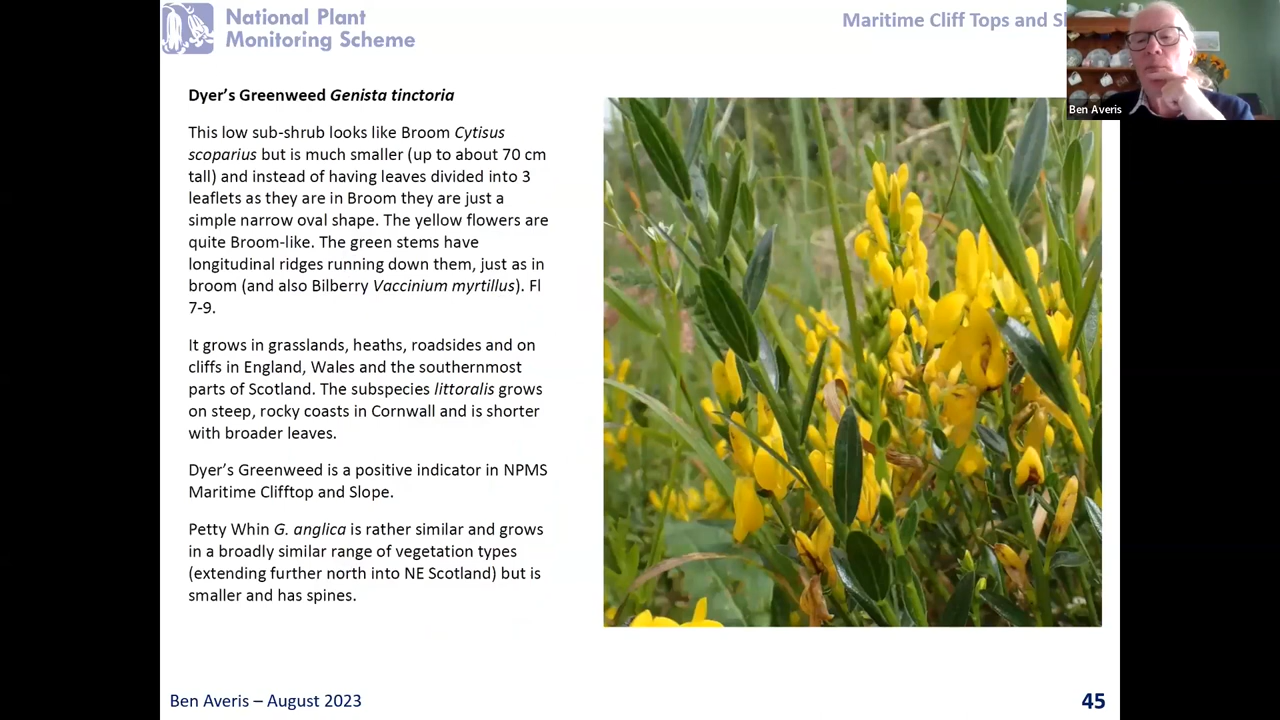 National Plant
Monitoring Scheme
Maritime Cliff Tops and
Ben Averis
Dyer's Greenweed Genista tinctoria
This low sub-shrub looks like Broom Cytisus
scoparius but is much smaller (up to about 70 cm
tall) and instead of having leaves divided into 3
leaflets as they are in Broom they are just a
simple narrow oval shape. The yellow flowers are
quite Broom-like. The green stems have
longitudinal ridges running down them, just as in
broom (and also Bilberry Vaccinium myrtillus). Fl
7-9.
It grows in grasslands, heaths, roadsides and on
cliffs in England, Wales and the southernmost
parts of Scotland. The subspecies littoralis grows
on steep, rocky coasts in Cornwall and is shorter
with broader leaves.
Dyer's Greenweed is a positive indicator in NPMS
Maritime Clifftop and Slope.
Petty Whin G. anglica is rather similar and grows
in a broadly similar range of vegetation types
(extending further north into NE Scotland) but is
smaller and has spines.
Ben Averis – August 2023
45